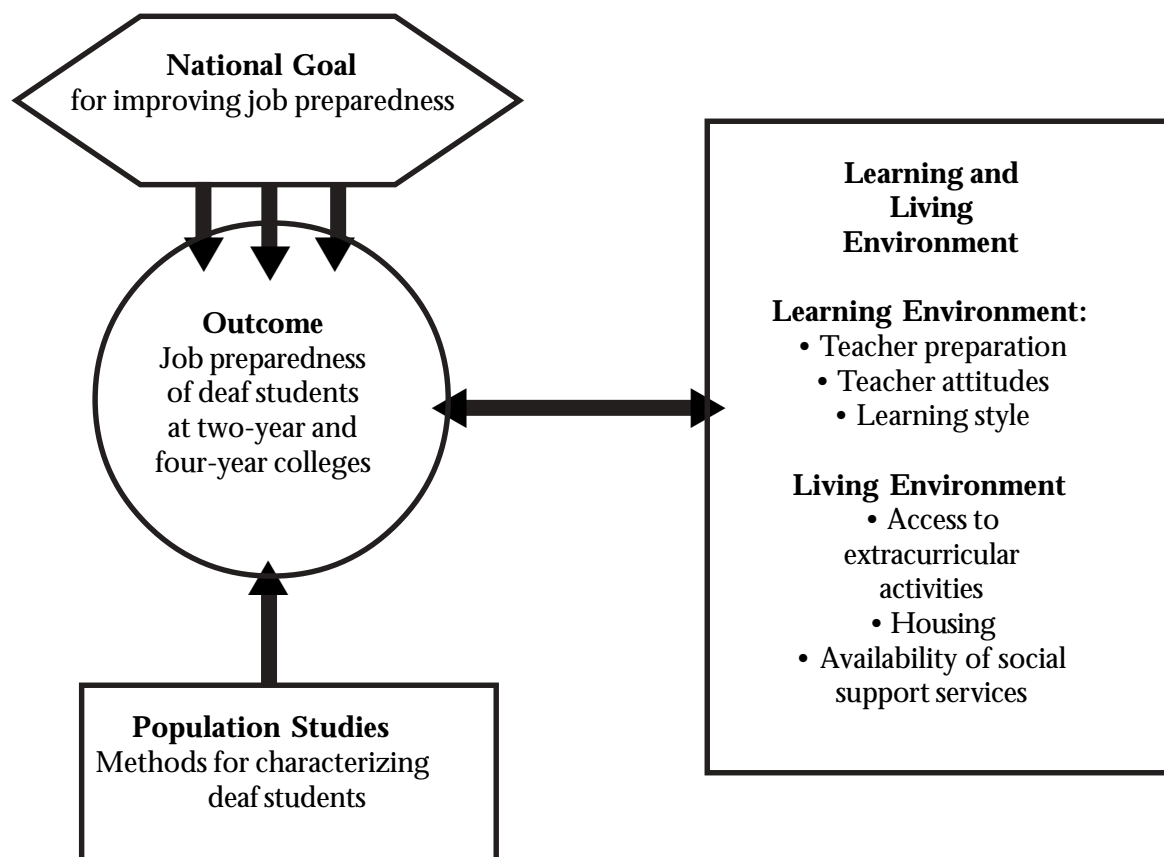 National Goal
for improving job preparedness
Outcome
Job preparedness
of deaf students
at two-year and
four-year colleges
Population Studies
Methods for characterizing
deaf students
Learning and
Living
Environment
Learning Environment:
• Teacher preparation
• Teacher attitudes
• Learning style
Living Environment
• Access to
extracurricular
activities
• Housing
• Availability of social
support services